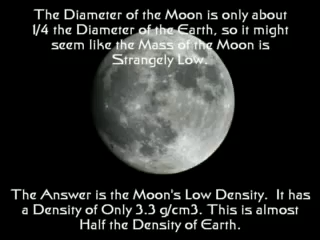 The Diameter of the Moon is only about
1/4 the Diameter of the Earth, so it might
seem like the Mass of the Moon is
Strangely Low.
The Answer is the Moon's Low Density. It has
a Density of Only 3.3 g/cm3. This is almost
Half the Density of Earth.